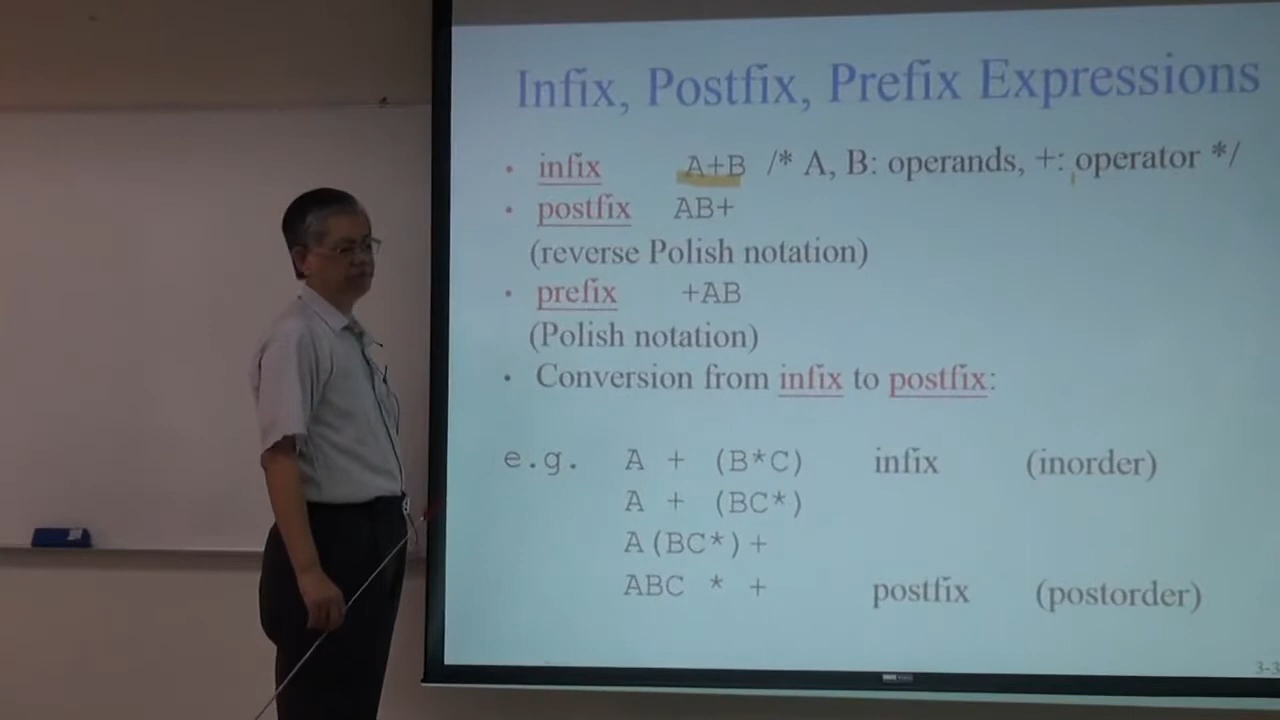 Infix, Postfix, Prefix Expressions
• infix A+B /* A, B: operands, +: operator */
• postfix AB+
(reverse Polish notation)
• prefix +AB
(Polish notation)
• Conversion from infix to postfix:
e.g. A + (B*C) infix (inorder)
A + (BC*)
A(BC*)+
ABC * + postfix (postorder)